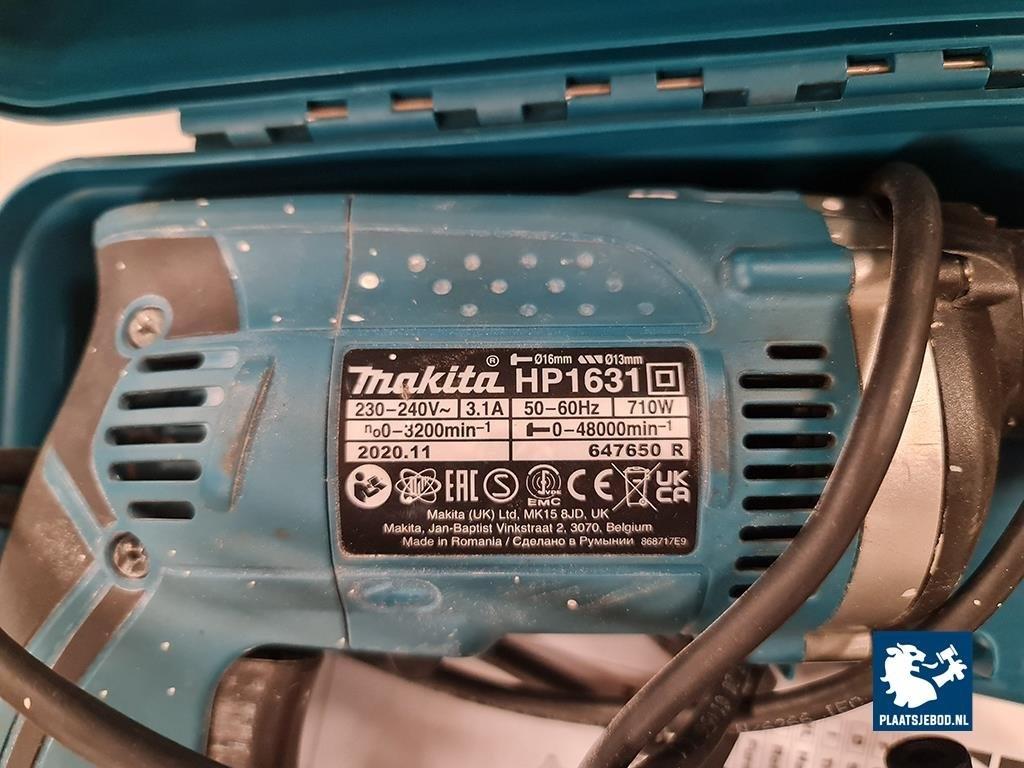 Ø16mm Ø13mm
makita® HP1631
230-240V~ 3.1A 50-60Hz 710W
n₀0-3200min⁻¹ 0-48000min⁻¹
2020.11 647650 R
EAC S VDE EMC CE UK CA
Makita (UK) Ltd, MK15 8JD, UK
Makita, Jan-Baptist Vinkstraat 2, 3070, Belgium
Made in Romania / Сделано в Румынии 868717E9
PLAATSJEBOD.NL